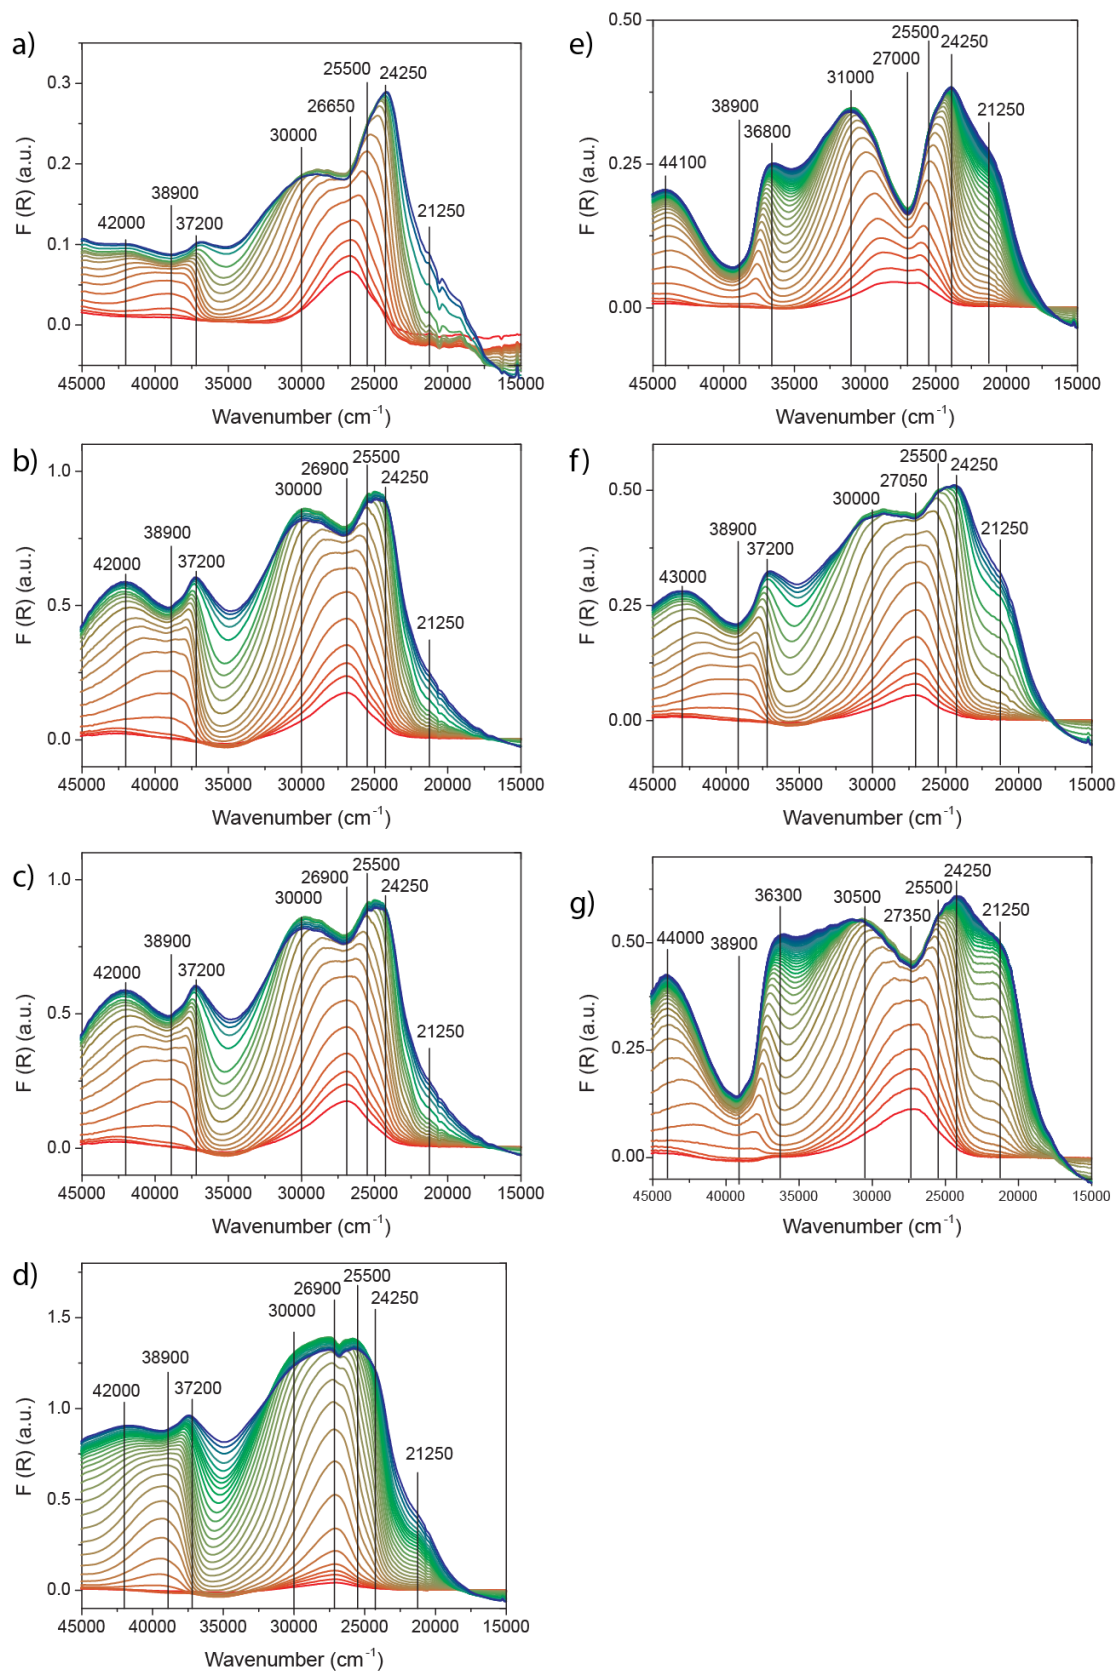 a)
F (R) (a.u.)
0.3
0.2
0.1
0.0
42000
38900
37200
30000
26650
25500
24250
21250
45000 40000 35000 30000 25000 20000 15000
Wavenumber (cm⁻¹)
b)
F (R) (a.u.)
1.0
0.5
0.0
42000
38900
37200
30000
26900
25500
24250
21250
45000 40000 35000 30000 25000 20000 15000
Wavenumber (cm⁻¹)
c)
F (R) (a.u.)
1.0
0.5
0.0
42000
38900
37200
30000
26900
25500
24250
21250
45000 40000 35000 30000 25000 20000 15000
Wavenumber (cm⁻¹)
d)
F (R) (a.u.)
1.5
1.0
0.5
0.0
42000
38900
37200
30000
26900
25500
24250
21250
45000 40000 35000 30000 25000 20000 15000
Wavenumber (cm⁻¹)
e)
F (R) (a.u.)
0.50
0.25
0.00
44100
38900
36800
31000
27000
25500
24250
21250
45000 40000 35000 30000 25000 20000 15000
Wavenumber (cm⁻¹)
f)
F (R) (a.u.)
0.50
0.25
0.00
43000
38900
37200
30000
27050
25500
24250
21250
45000 40000 35000 30000 25000 20000 15000
Wavenumber (cm⁻¹)
g)
F (R) (a.u.)
0.50
0.25
0.00
44000
38900
36300
30500
27350
25500
24250
21250
45000 40000 35000 30000 25000 20000 15000
Wavenumber (cm⁻¹)